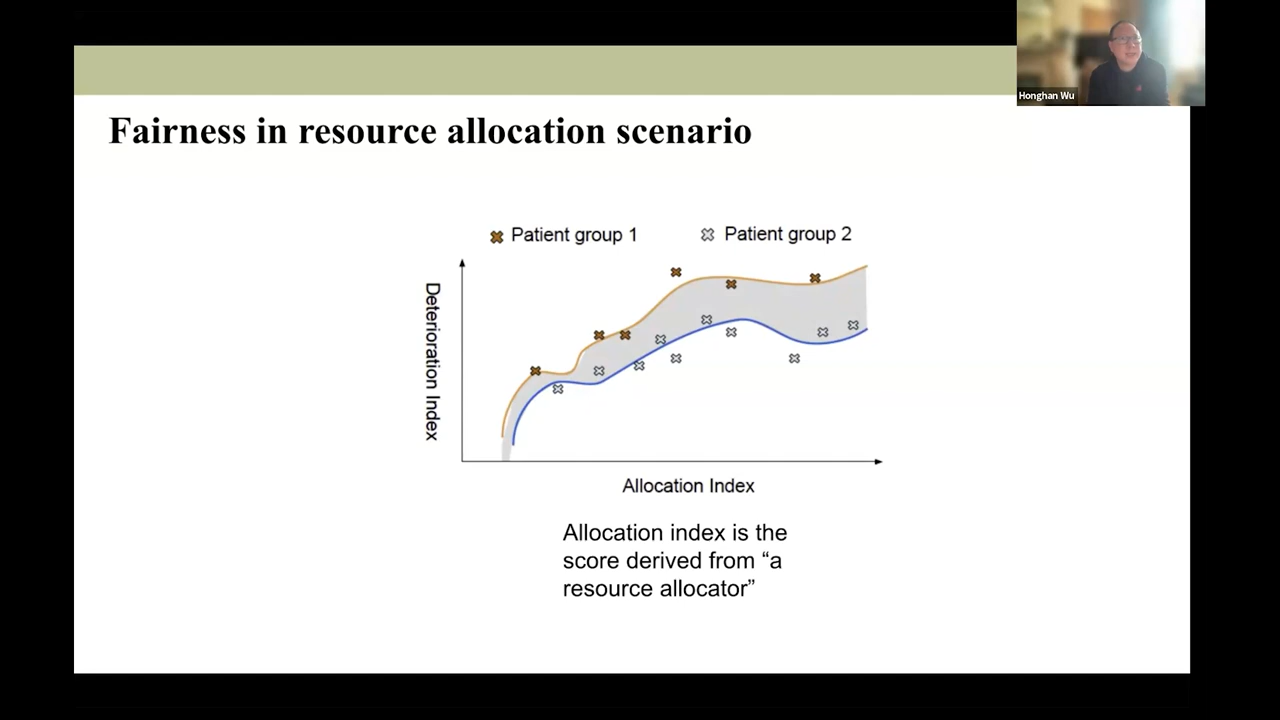 Honghan Wu
Fairness in resource allocation scenario
Patient group 1
Patient group 2
Deterioration Index
Allocation Index
Allocation index is the
score derived from “a
resource allocator”